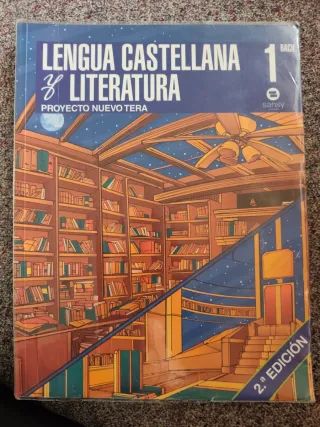 LENGUA CASTELLANA
y LITERATURA
PROYECTO NUEVO TERA
1 BACH
sansy
2.ª EDICIÓN